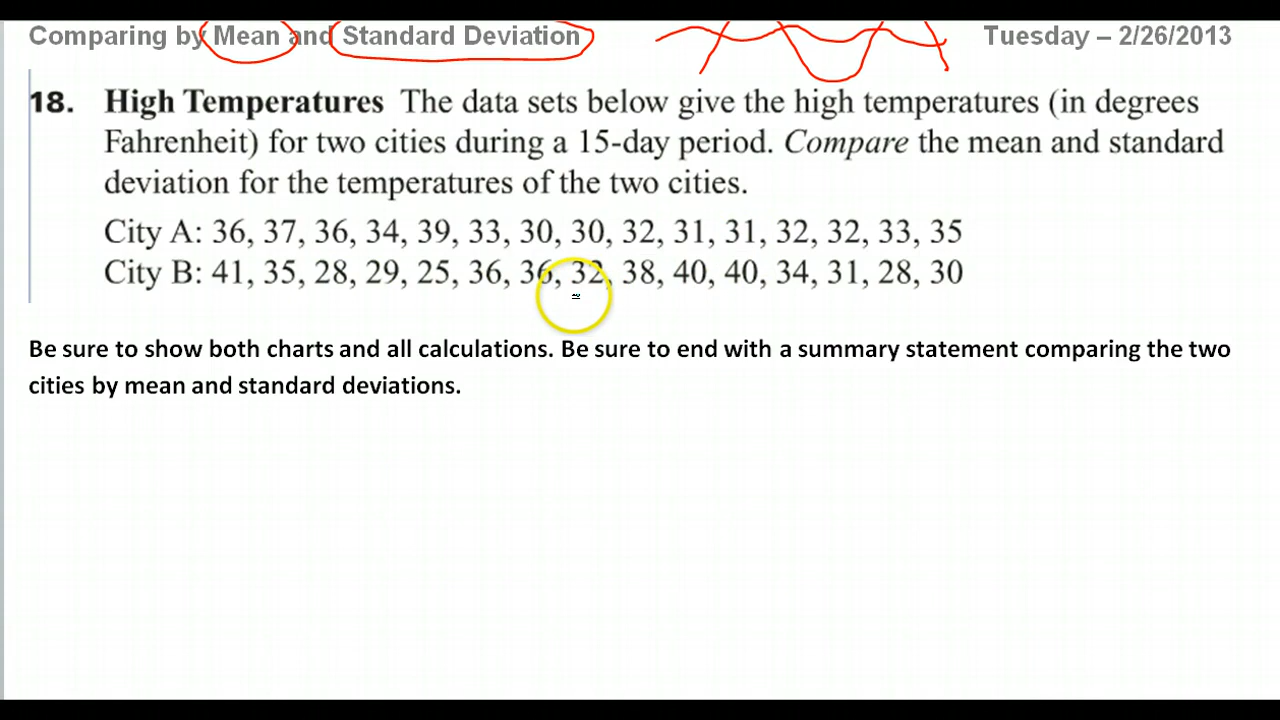 Comparing by Mean and Standard Deviation Tuesday – 2/26/2013
18. High Temperatures The data sets below give the high temperatures (in degrees
Fahrenheit) for two cities during a 15-day period. Compare the mean and standard
deviation for the temperatures of the two cities.
City A: 36, 37, 36, 34, 39, 33, 30, 30, 32, 31, 31, 32, 32, 33, 35
City B: 41, 35, 28, 29, 25, 36, 36, 32, 38, 40, 40, 34, 31, 28, 30
Be sure to show both charts and all calculations. Be sure to end with a summary statement comparing the two
cities by mean and standard deviations.